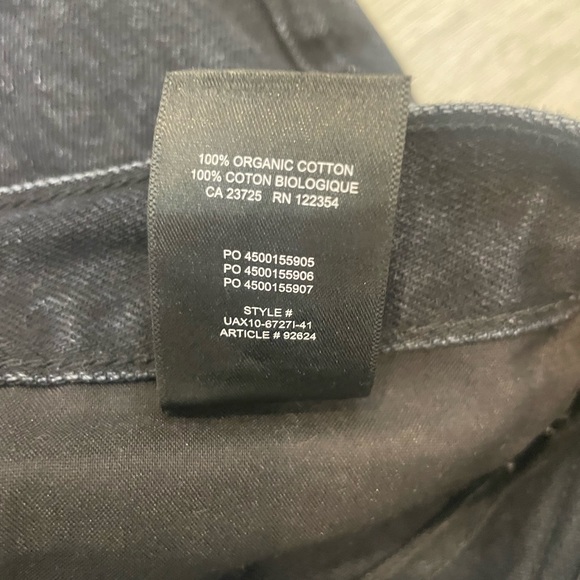 100% ORGANIC COTTON
100% COTON BIOLOGIQUE
CA 23725 RN 122354
PO 4500155905
PO 4500155906
PO 4500155907
STYLE #
UAX10-6727I-41
ARTICLE # 92624